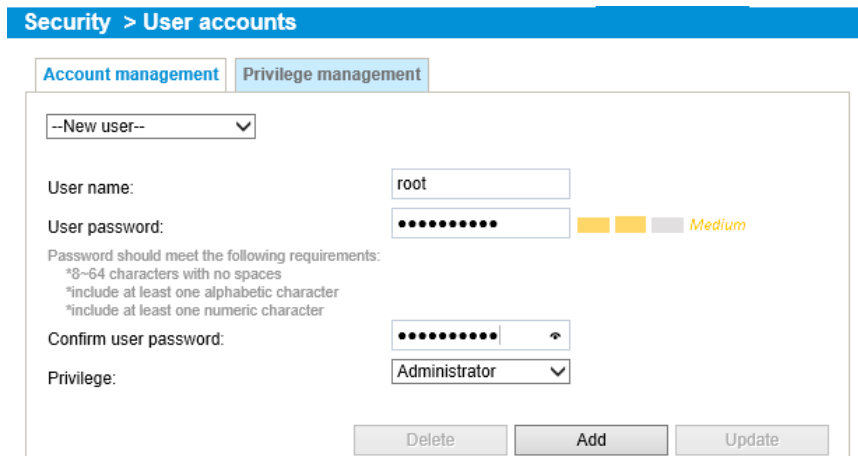 Security > User accounts
Account management Privilege management
--New user--
User name: root
User password: •••••••••• Medium
Password should meet the following requirements:
*8~64 characters with no spaces
*include at least one alphabetic character
*include at least one numeric character
Confirm user password: ••••••••••
Privilege: Administrator
Delete Add Update